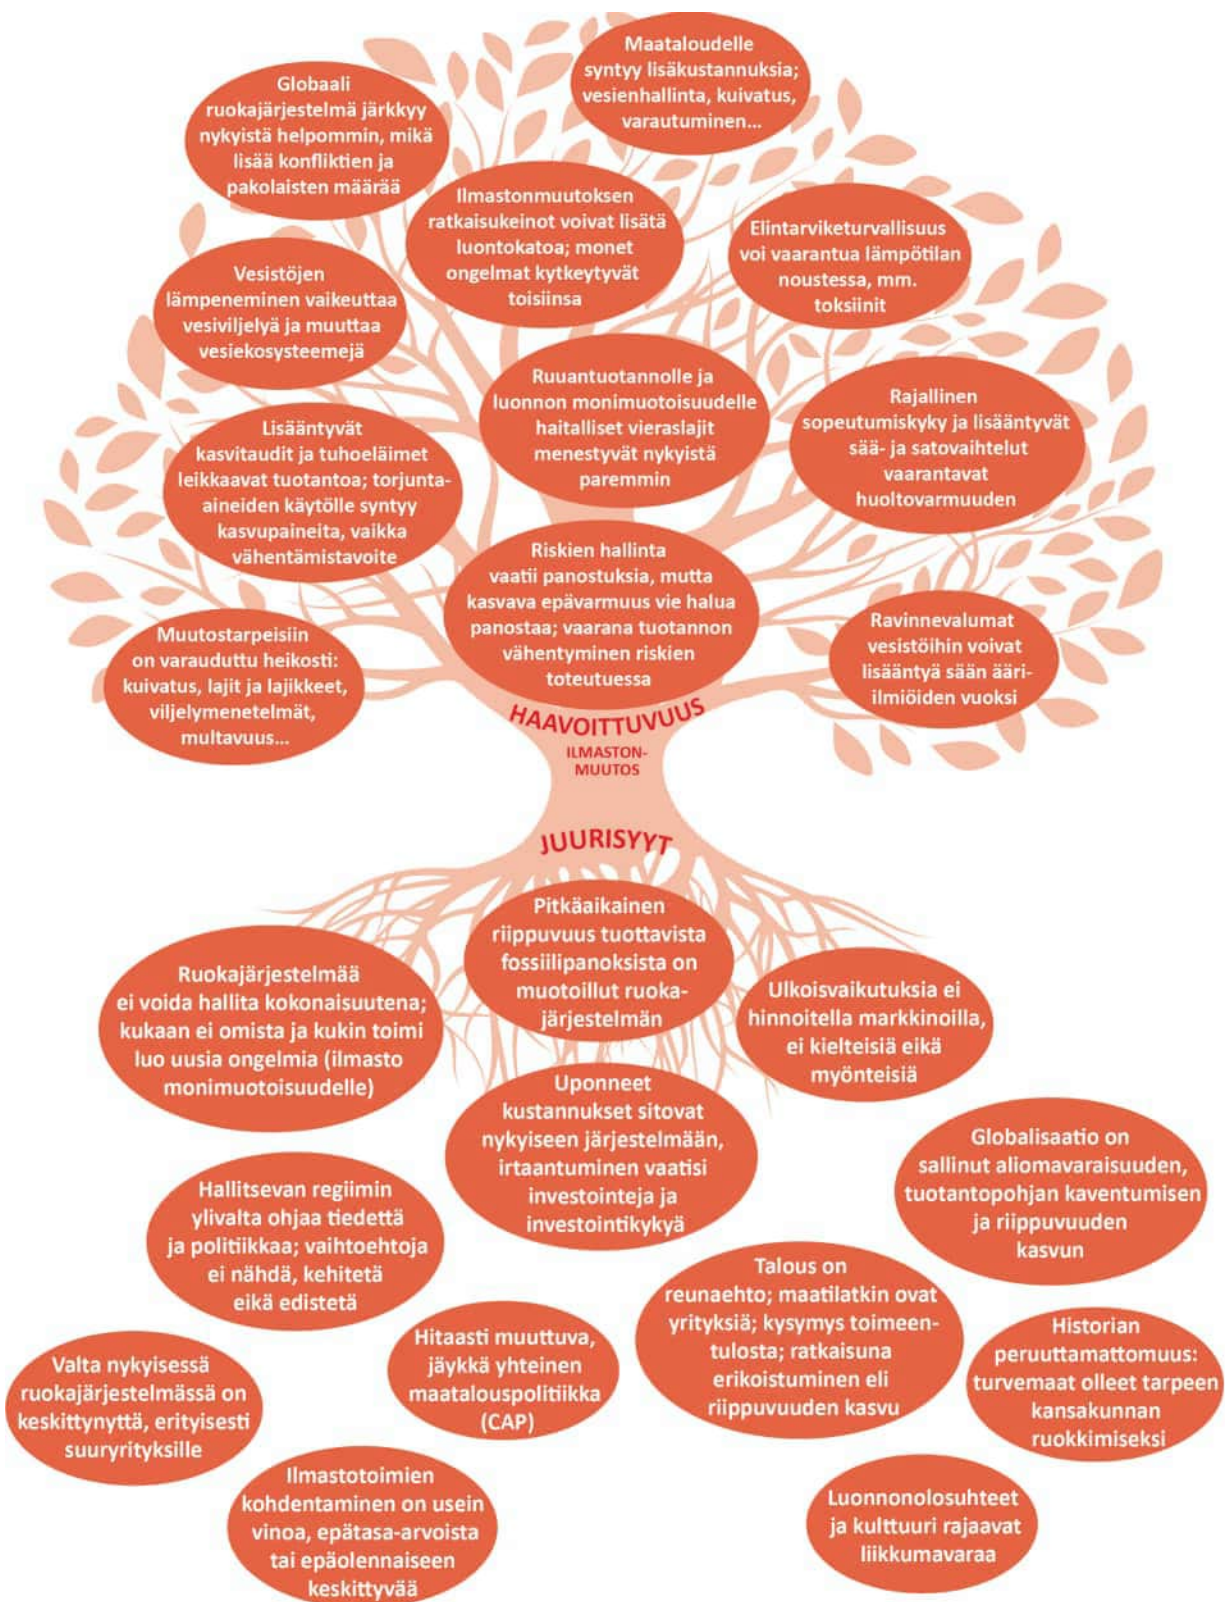 Maataloudelle
syntyy lisäkustannuksia;
vesienhallinta, kuivatus,
varautuminen...
Globaali
ruokajärjestelmä järkkyy
nykyistä helpommin, mikä
lisää konfliktien ja
pakolaisten määrää
Ilmastonmuutoksen
ratkaisukeinot voivat lisätä
luontokatoa; monet
ongelmat kytkeytyvät
toisiinsa
Elintarviketurvallisuus
voi vaarantua lämpötilan
noustessa, mm.
toksiinit
Vesistöjen
lämpeneminen vaikeuttaa
vesiviljelyä ja muuttaa
vesiekosysteemejä
Ruuantuotannolle ja
luonnon monimuotoisuudelle
haitalliset vieraslajit
menestyvät nykyistä
paremmin
Rajallinen
sopeutumiskyky ja lisääntyvät
sää- ja satovaihtelut
vaarantavat
huoltovarmuuden
Lisääntyvät
kasvitaudit ja tuhoeläimet
leikkaavat tuotantoa; torjunta-
aineiden käytölle syntyy
kasvupaineita, vaikka
vähentämistavoite
Riskien hallinta
vaatii panostuksia, mutta
kasvava epävarmuus vie halua
panostaa; vaarana tuotannon
vähentyminen riskien
toteutuessa
Ravinnevalumat
vesistöihin voivat
lisääntyä sään ääri-
ilmiöiden vuoksi
Muutostarpeisiin
on varauduttu heikosti:
kuivatus, lajit ja lajikkeet,
viljelymenetelmät,
multavuus...
HAAVOITTUVUUS
ILMASTON-
MUUTOS
JUURISYYT
Pitkäaikainen
riippuvuus tuottavista
fossiilipanoksista on
muotoillut ruoka-
järjestelmän
Ruokajärjestelmää
ei voida hallita kokonaisuutena;
kukaan ei omista ja kukin toimi
luo uusia ongelmia (ilmasto
monimuotoisuudelle)
Ulkoisvaikutuksia ei
hinnoitella markkinoilla,
ei kielteisiä eikä
myönteisiä
Uponneet
kustannukset sitovat
nykyiseen järjestelmään,
irtaantuminen vaatisi
investointeja ja
investointikykyä
Globalisaatio on
sallinut aliomavaraisuuden,
tuotantopohjan kaventumisen
ja riippuvuuden
kasvun
Hallitsevan regiimin
ylivalta ohjaa tiedettä
ja politiikkaa; vaihtoehtoja
ei nähdä, kehitetä
eikä edistetä
Talous on
reunaehto; maatilatkin ovat
yrityksiä; kysymys toimeen-
tulosta; ratkaisuna
erikoistuminen eli
riippuvuuden kasvu
Hitaasti muuttuva,
jäykkä yhteinen
maatalouspolitiikka
(CAP)
Historian
peruuttamattomuus:
turvemaat olleet tarpeen
kansakunnan
ruokkimiseksi
Valta nykyisessä
ruokajärjestelmässä on
keskittynyttä, erityisesti
suuryrityksille
Ilmastotoimien
kohdentaminen on usein
vinoa, epätasa-arvoista
tai epäolennaiseen
keskittyvää
Luonnonolosuhteet
ja kulttuuri rajaavat
liikkumavaraa